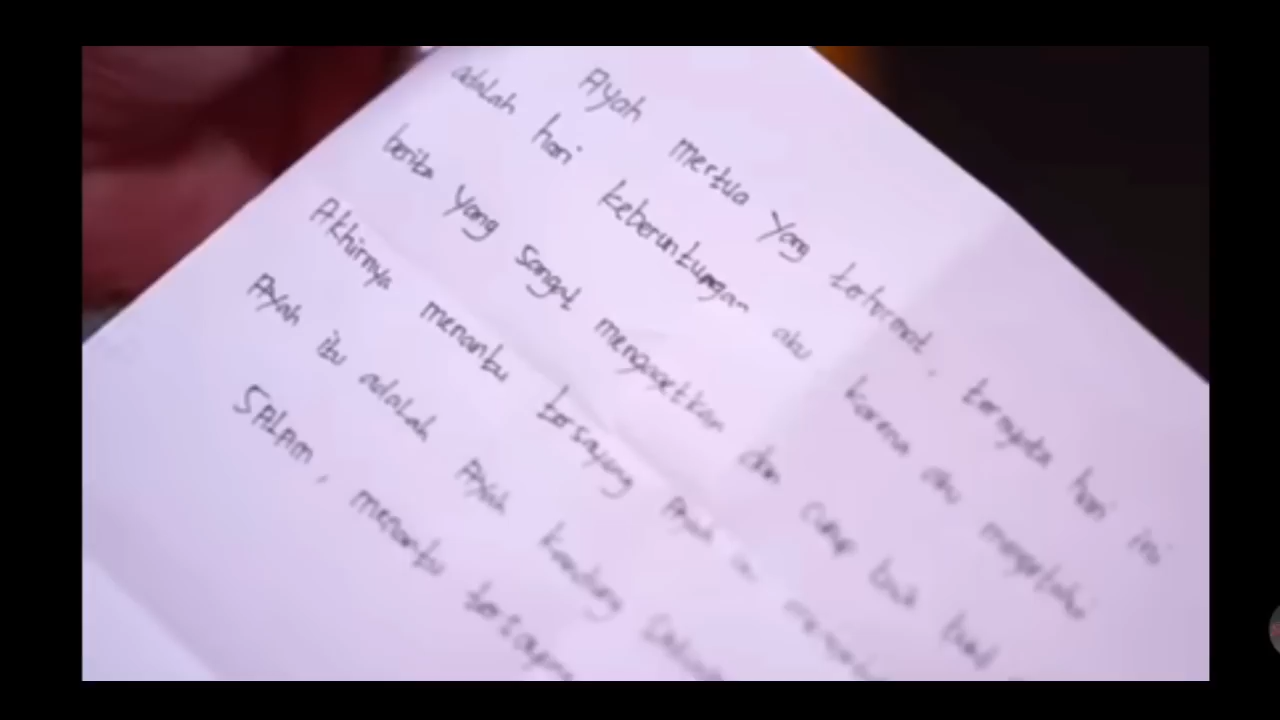 Ayah mertua yang terhormat, ternyata hari ini
adalah hari keberuntungan aku karena aku mengetahui
berita yang sangat mengagetkan dan cukup buat
Akhirnya menantu tersayang Ayah
Ayah itu adalah Ayah kandung
SALAM, menantu tersayang